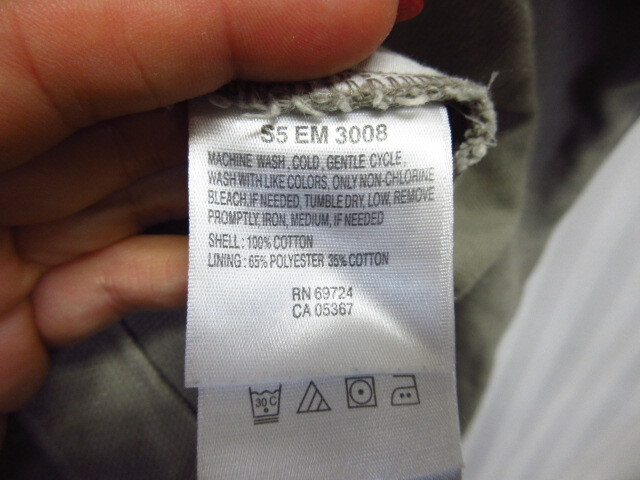 S5 EM 3008
MACHINE WASH, COLD, GENTLE CYCLE.
WASH WITH LIKE COLORS, ONLY NON-CHLORINE
BLEACH, IF NEEDED, TUMBLE DRY, LOW. REMOVE
PROMPTLY, IRON, MEDIUM, IF NEEDED
SHELL : 100% COTTON
LINING : 65% POLYESTER 35% COTTON
RN 69724
CA 05367
30 C